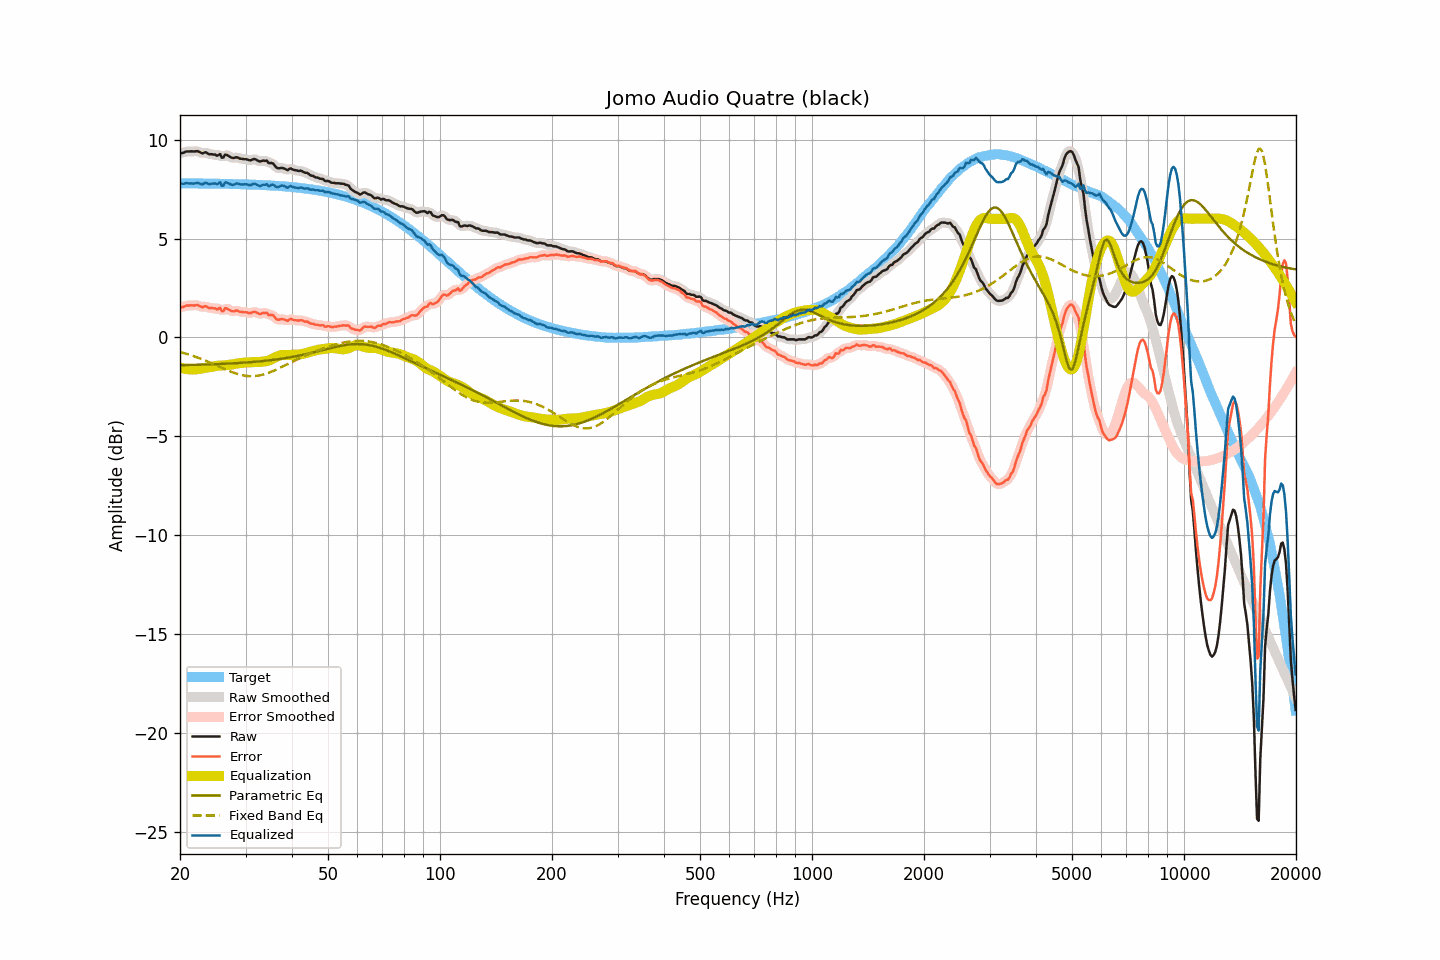 Jomo Audio Quatre (black)
Amplitude (dBr)
10
5
0
−5
−10
−15
−20
−25
Target
Raw Smoothed
Error Smoothed
Raw
Error
Equalization
Parametric Eq
Fixed Band Eq
Equalized
20 50 100 200 500 1000 2000 5000 10000 20000
Frequency (Hz)